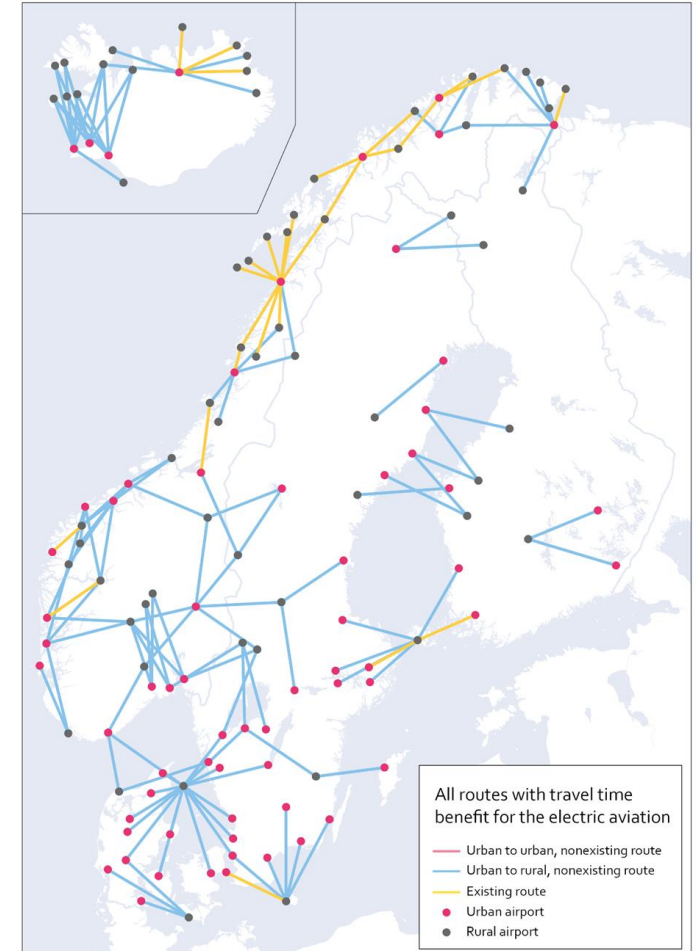 All routes with travel time
benefit for the electric aviation
Urban to urban, nonexisting route
Urban to rural, nonexisting route
Existing route
Urban airport
Rural airport